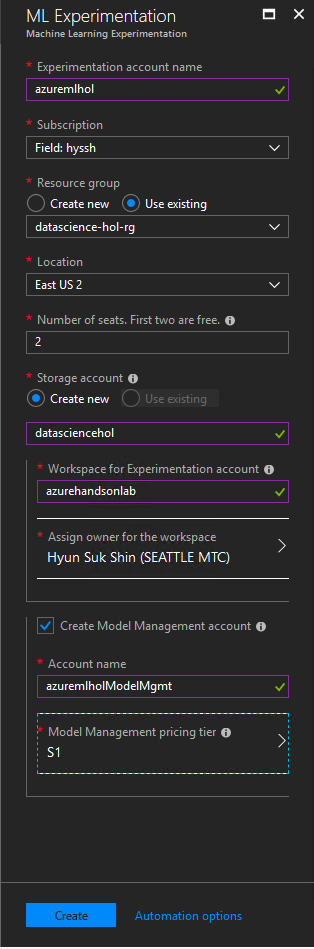 ML Experimentation
Machine Learning Experimentation
* Experimentation account name
azuremlhol
* Subscription
Field: hyssh
* Resource group
Create new Use existing
datascience-hol-rg
* Location
East US 2
* Number of seats. First two are free.
2
* Storage account
Create new Use existing
datasciencehol
* Workspace for Experimentation account
azurehandsonlab
* Assign owner for the workspace
Hyun Suk Shin (SEATTLE MTC)
Create Model Management account
* Account name
azuremlholModelMgmt
* Model Management pricing tier
S1
Create Automation options